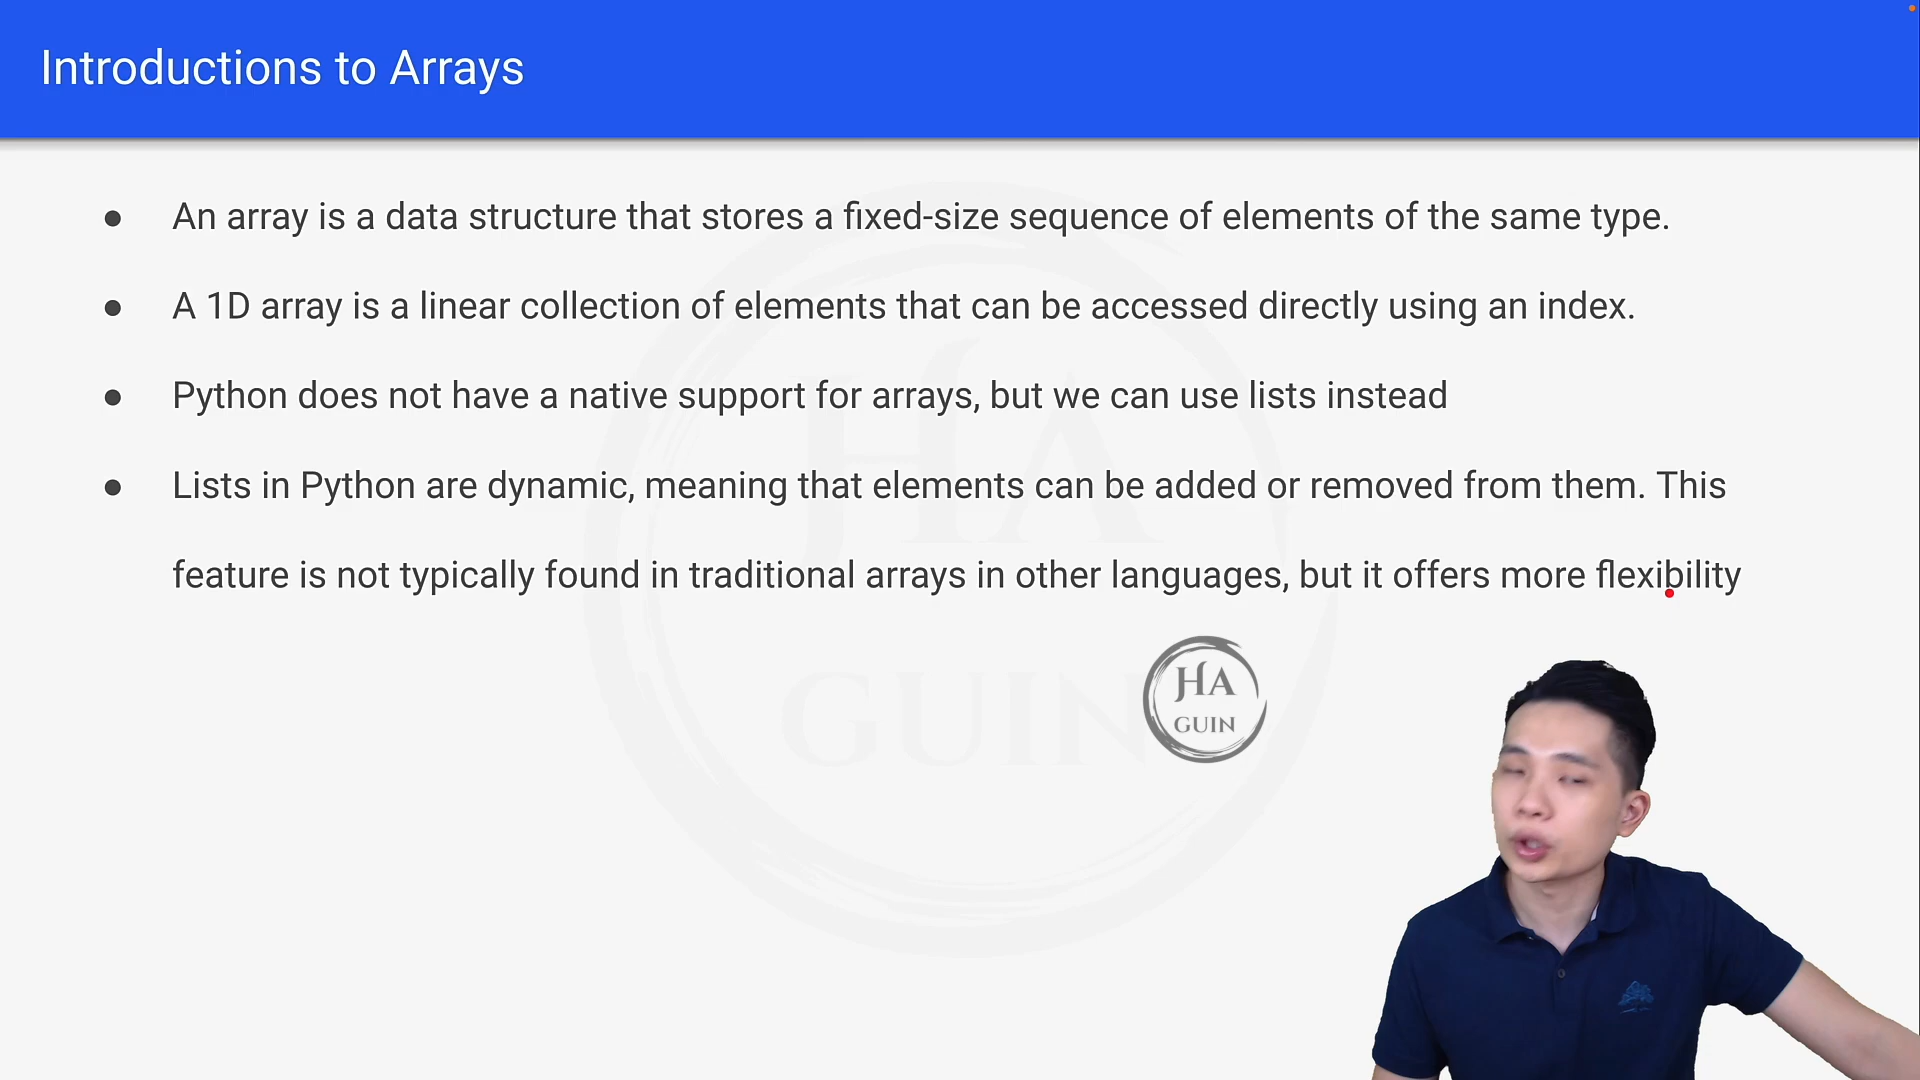 Introductions to Arrays
● An array is a data structure that stores a fixed-size sequence of elements of the same type.
● A 1D array is a linear collection of elements that can be accessed directly using an index.
● Python does not have a native support for arrays, but we can use lists instead
● Lists in Python are dynamic, meaning that elements can be added or removed from them. This
feature is not typically found in traditional arrays in other languages, but it offers more flexibility
HA
GUIN
HA
GUIN